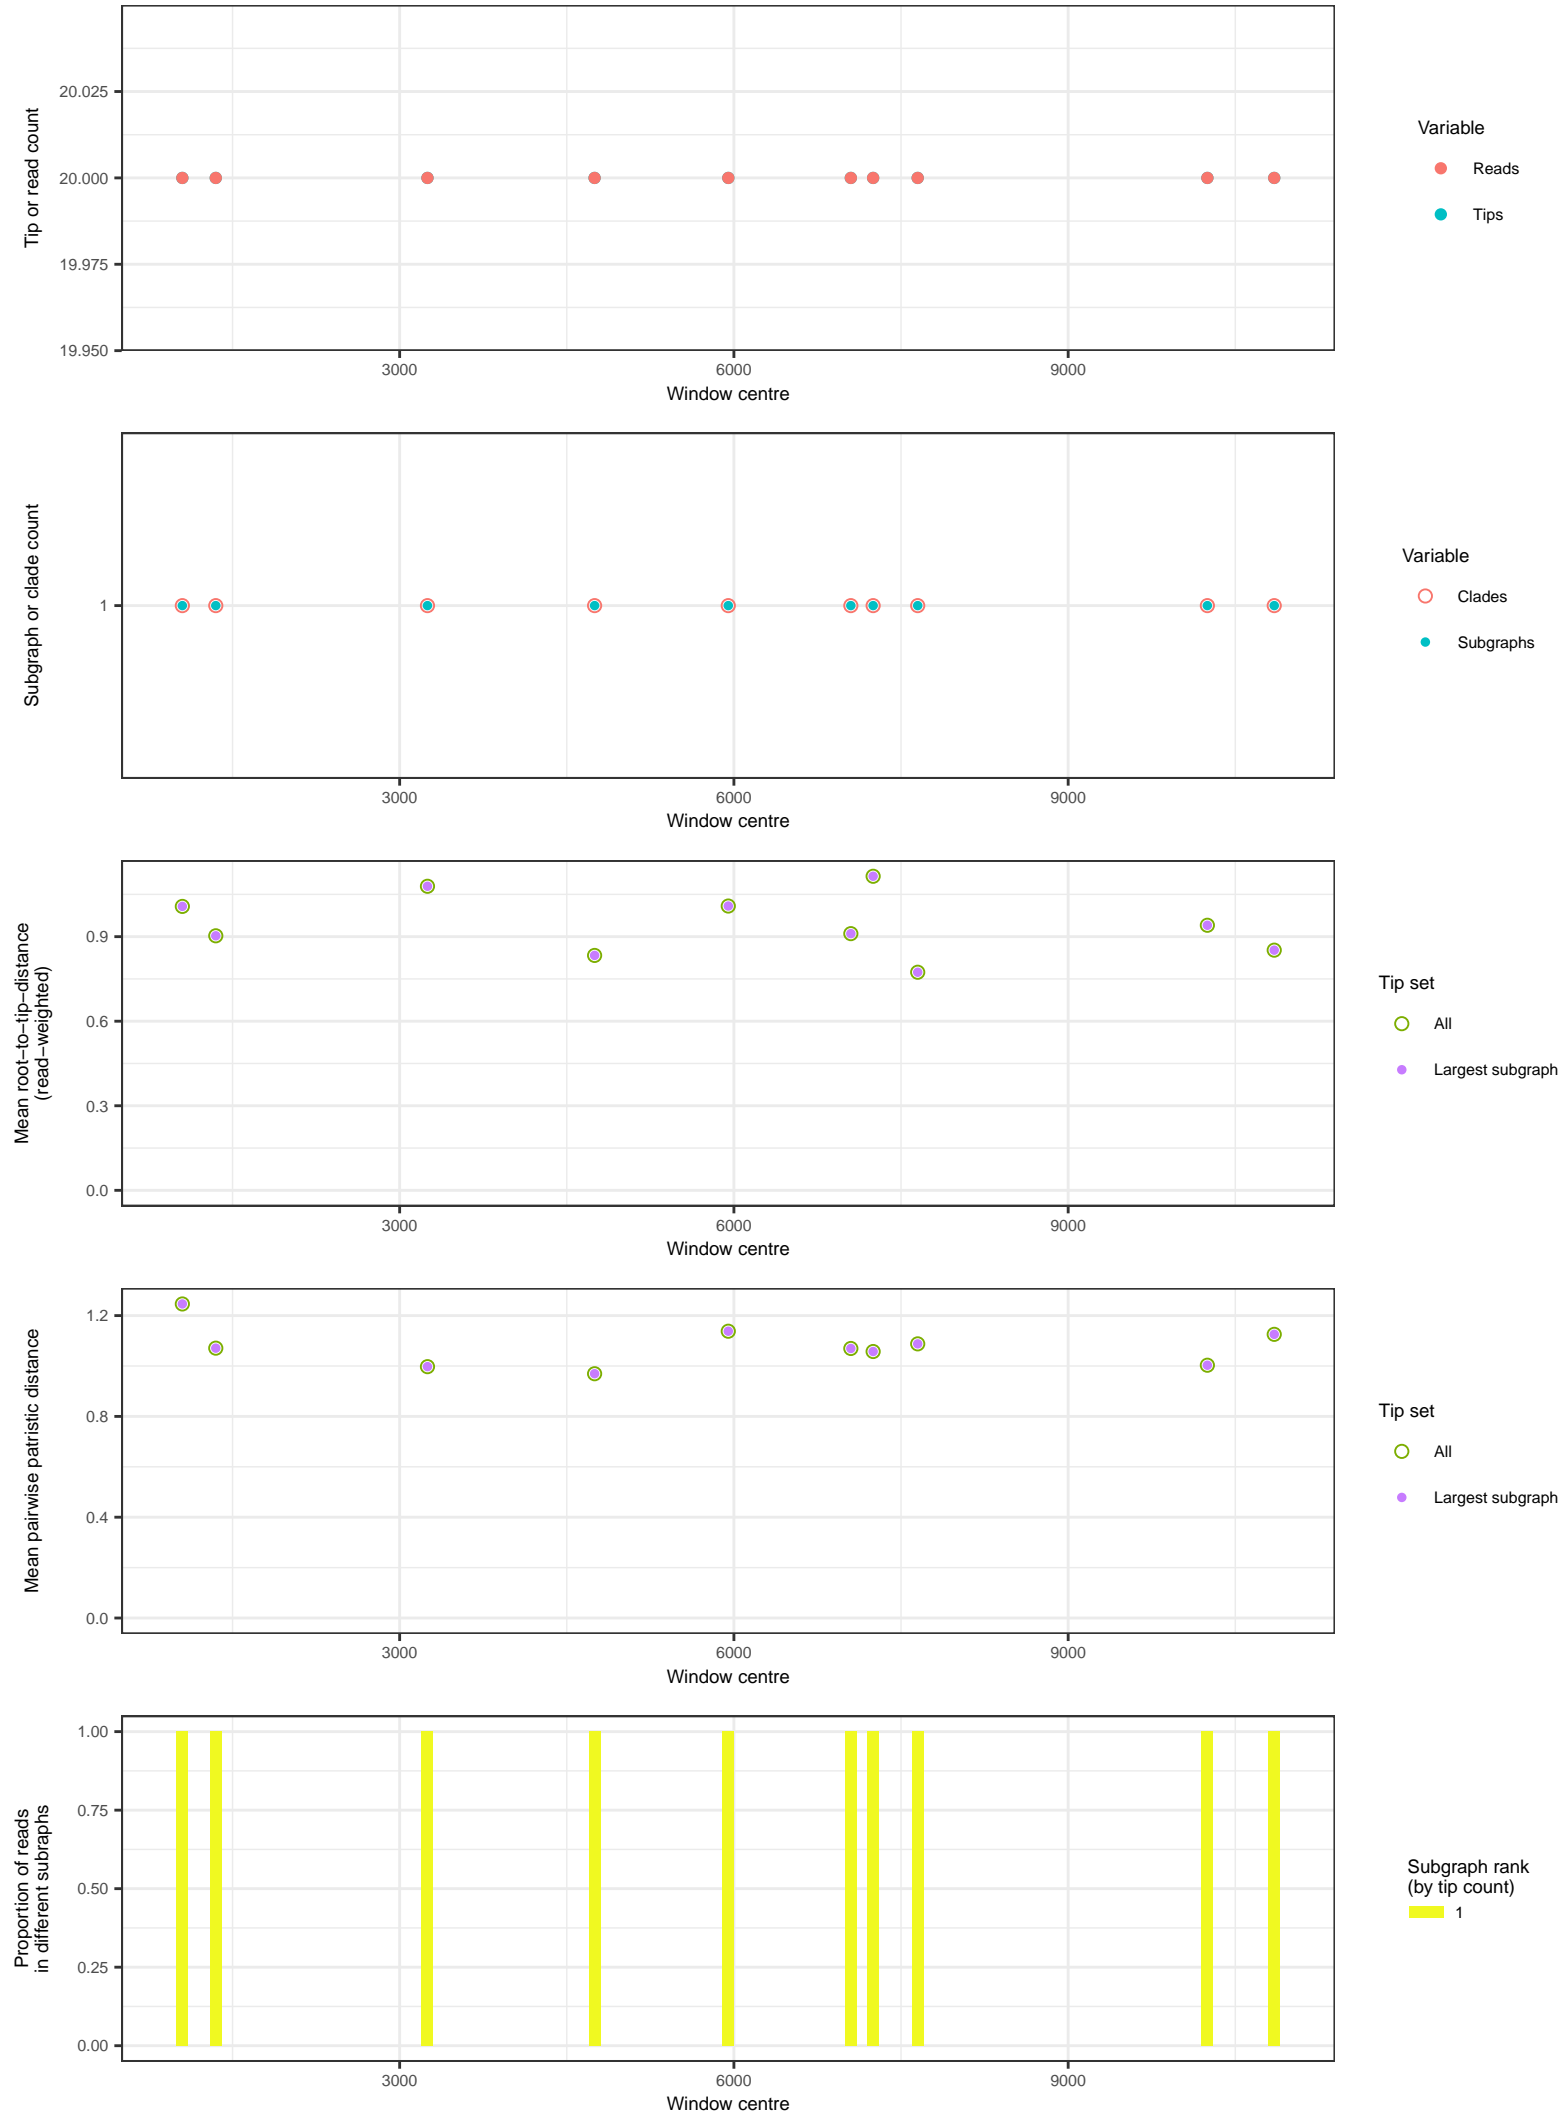 Tip or read count
20.025
20.000
19.975
19.950
3000
6000
9000
Window centre
Variable
Reads
Tips
Subgraph or clade count
1
3000
6000
9000
Window centre
Variable
Clades
Subgraphs
Mean root−to−tip−distance
(read−weighted)
0.9
0.6
0.3
0.0
3000
6000
9000
Window centre
Tip set
All
Largest subgraph
Mean pairwise patristic distance
1.2
0.8
0.4
0.0
3000
6000
9000
Window centre
Tip set
All
Largest subgraph
Proportion of reads
in different subraphs
1.00
0.75
0.50
0.25
0.00
3000
6000
9000
Window centre
Subgraph rank
(by tip count)
1